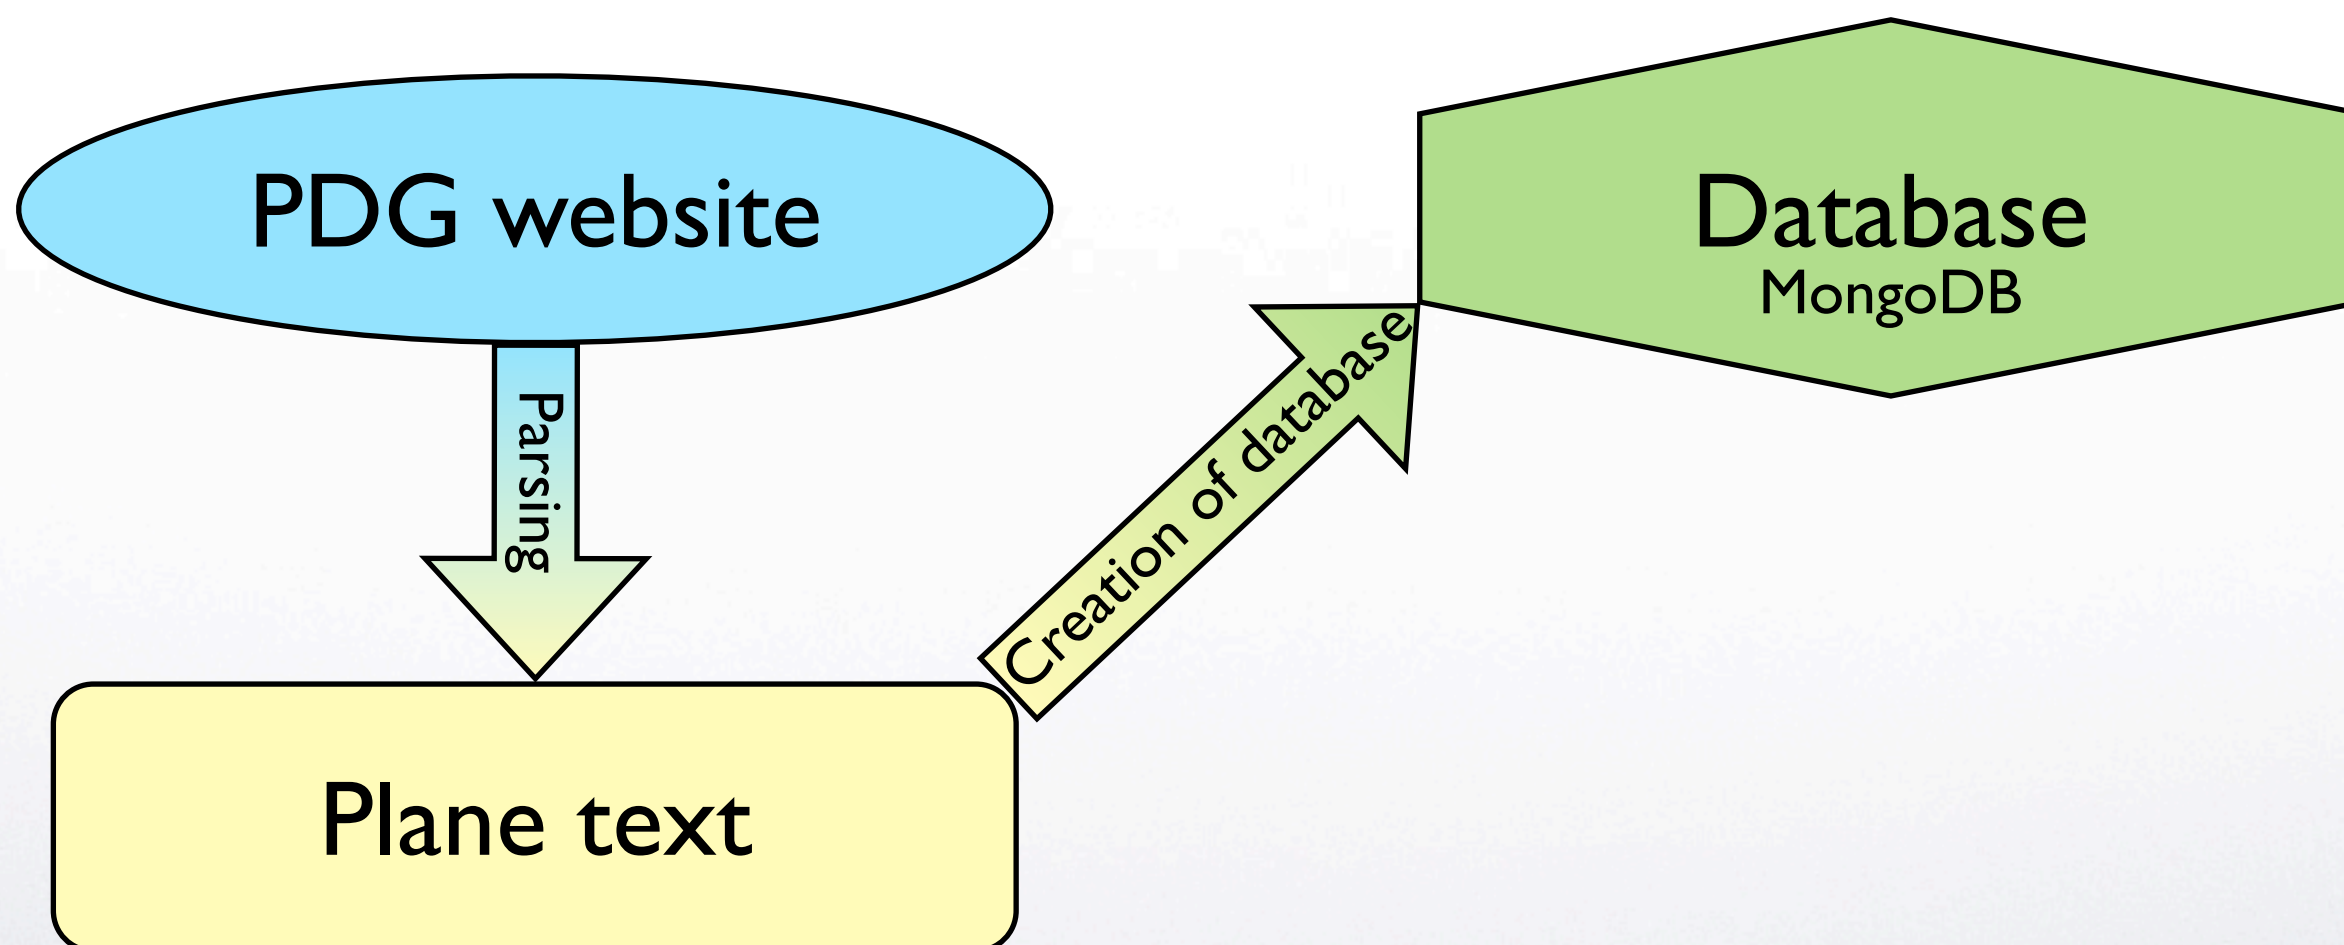 PDG website
Database
MongoDB
Parsing
Creation of database
Plane text